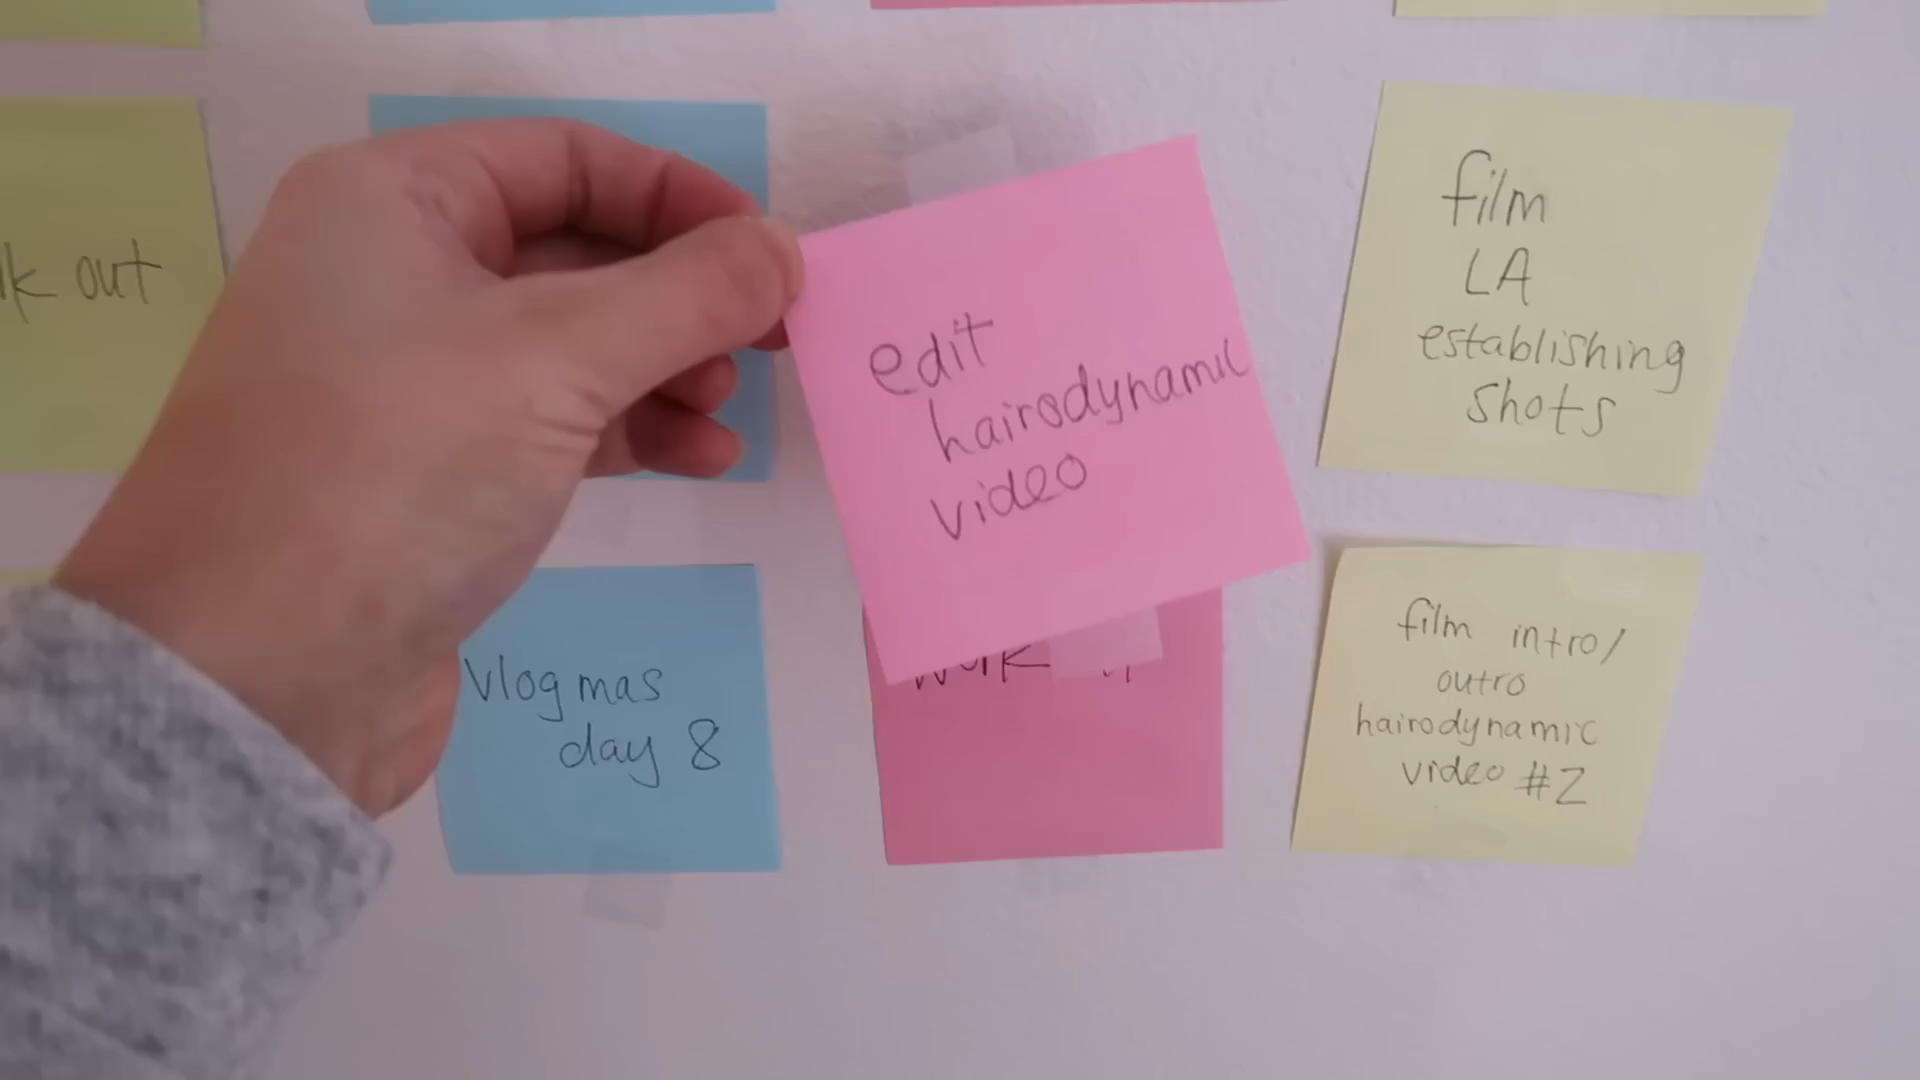 out
edit
hairodynamic
video
film
LA
establishing
shots
vlogmas
day 8
film intro/
outro
hairodynamic
video #2